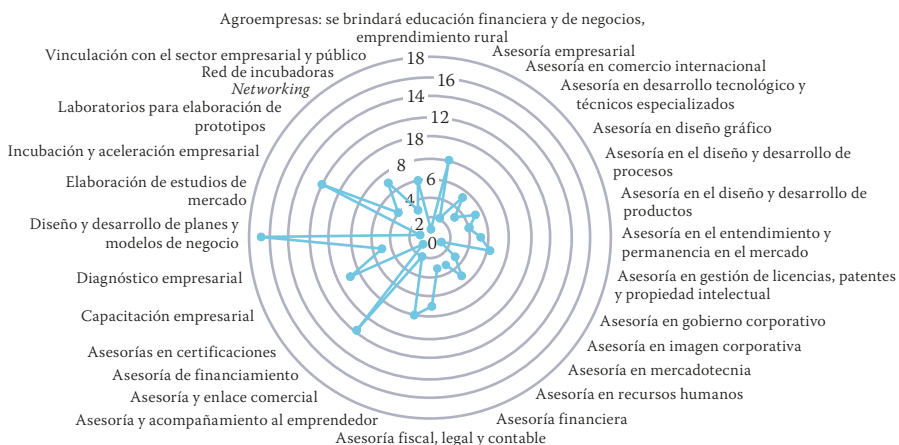 Agroempresas: se brindará educación financiera y de negocios,
emprendimiento rural
Asesoría empresarial
Asesoría en comercio internacional
Asesoría en desarrollo tecnológico y
técnicos especializados
Asesoría en diseño gráfico
Asesoría en el diseño y desarrollo de
procesos
Asesoría en el diseño y desarrollo de
productos
Asesoría en el entendimiento y
permanencia en el mercado
Asesoría en gestión de licencias, patentes
y propiedad intelectual
Asesoría en gobierno corporativo
Asesoría en imagen corporativa
Asesoría en mercadotecnia
Asesoría en recursos humanos
Asesoría financiera
Asesoría fiscal, legal y contable
Asesoría y acompañamiento al emprendedor
Asesoría y enlace comercial
Asesoría de financiamiento
Asesorías en certificaciones
Capacitación empresarial
Diagnóstico empresarial
Diseño y desarrollo de planes y
modelos de negocio
Elaboración de estudios de
mercado
Incubación y aceleración empresarial
Laboratorios para elaboración de
prototipos
Networking
Red de incubadoras
Vinculación con el sector empresarial y público
18
16
14
12
18
8
6
4
2
0